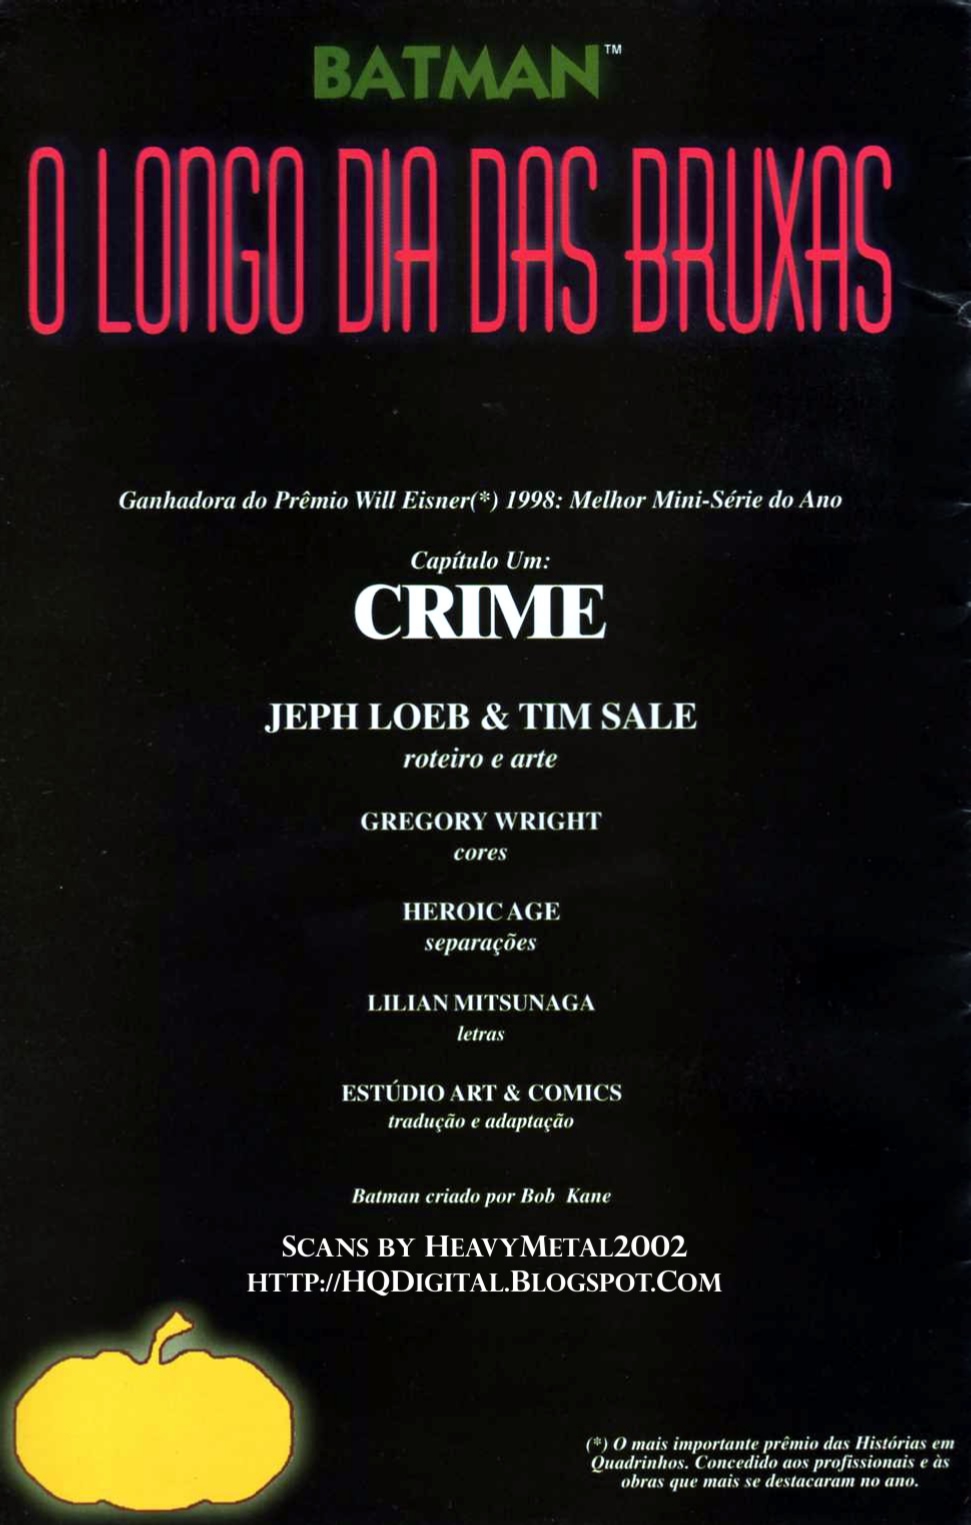 BATMAN™
O LONGO DIA DAS BRUXAS
Ganhadora do Prêmio Will Eisner(*) 1998: Melhor Mini-Série do Ano
Capítulo Um:
CRIME
JEPH LOEB & TIM SALE
roteiro e arte
GREGORY WRIGHT
cores
HEROIC AGE
separações
LILIAN MITSUNAGA
letras
ESTÚDIO ART & COMICS
tradução e adaptação
Batman criado por Bob Kane
SCANS BY HEAVYMETAL2002
HTTP://HQDIGITAL.BLOGSPOT.COM
(*) O mais importante prêmio das Histórias em
Quadrinhos. Concedido aos profissionais e às
obras que mais se destacaram no ano.